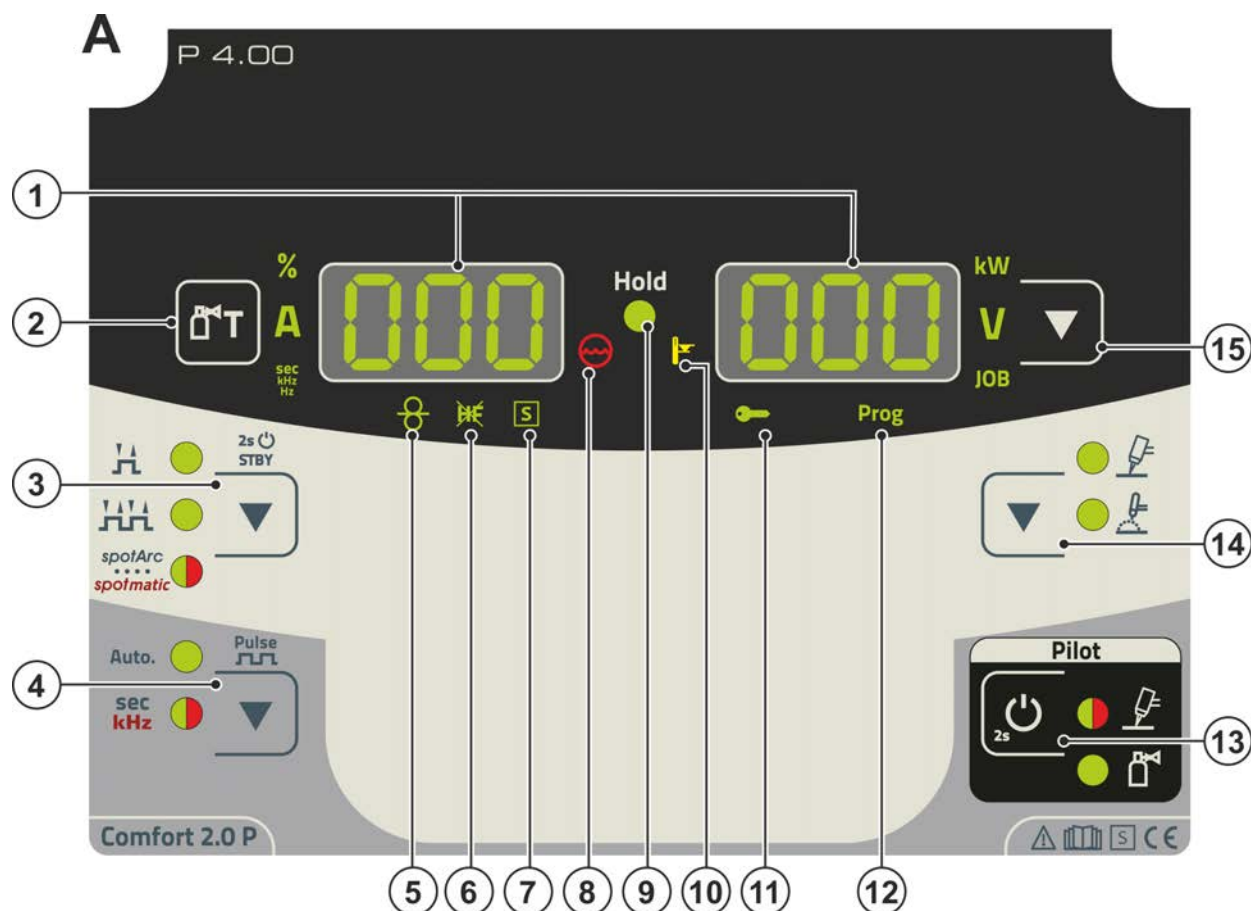 A
P 4.00
1
%
Hold
kW
2
T
A
000
000
V
15
sec
kHz
Hz
8
10
JOB
HF
S
Prog
5
6
7
9
11
12
2s
STBY
3
spotArc
spotmatic
14
Auto.
Pulse
4
sec
kHz
Pilot
2s
13
Comfort 2.0 P
S CE